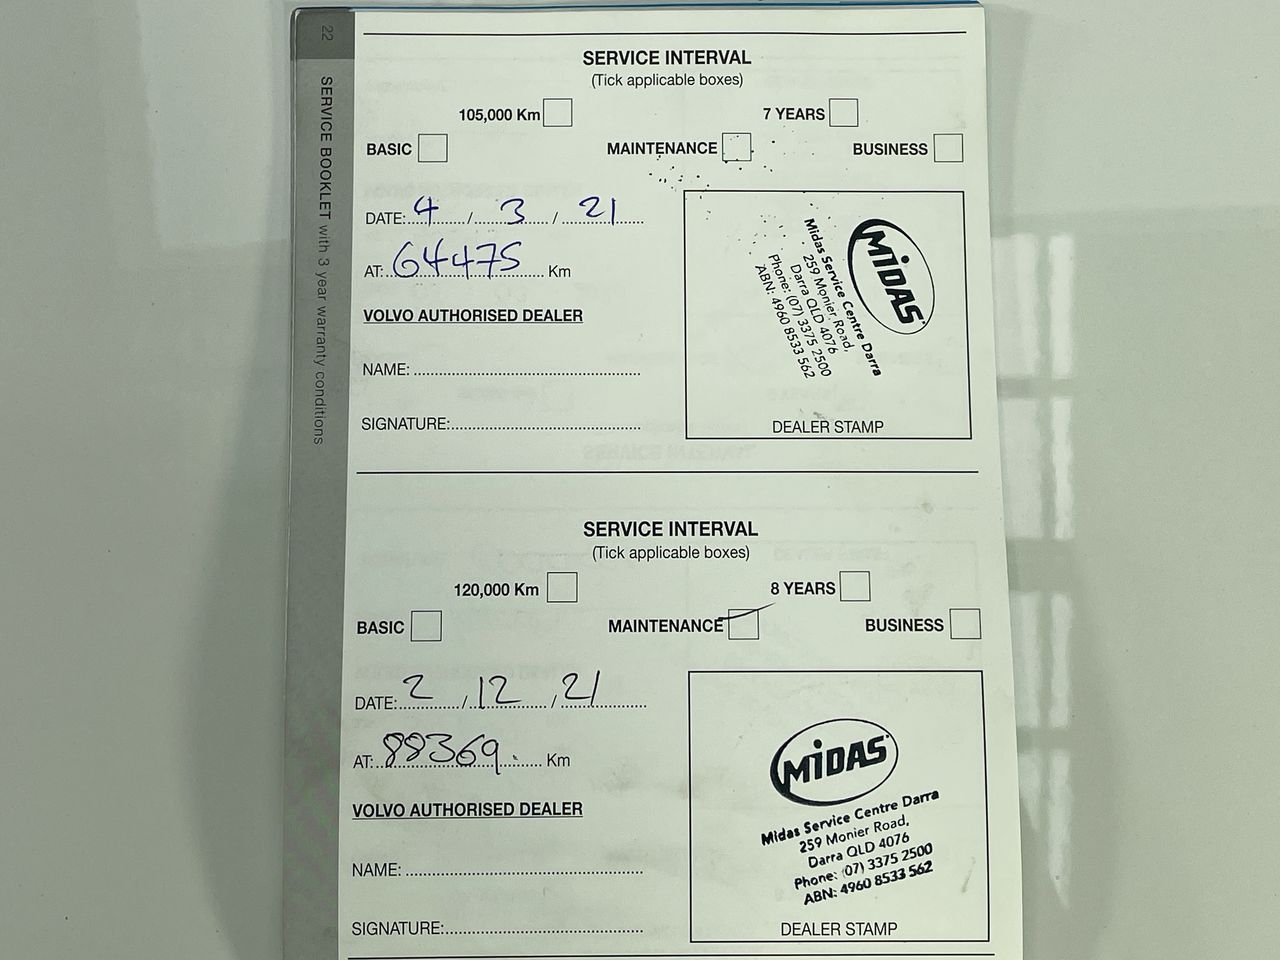 22
SERVICE BOOKLET with 3 year warranty conditions
SERVICE INTERVAL
(Tick applicable boxes)
105,000 Km 7 YEARS
BASIC MAINTENANCE BUSINESS
DATE: 4 / 3 / 21
AT: 64475 Km
VOLVO AUTHORISED DEALER
NAME:
SIGNATURE:
MiDAS
Midas Service Centre Darra
259 Monier Road,
Darra QLD 4076
Phone: (07) 3375 2500
ABN: 4960 8533 562
DEALER STAMP
SERVICE INTERVAL
(Tick applicable boxes)
120,000 Km 8 YEARS
BASIC MAINTENANCE BUSINESS
DATE: 2 / 12 / 21
AT: 88369 Km
VOLVO AUTHORISED DEALER
NAME:
SIGNATURE:
MiDAS
Midas Service Centre Darra
259 Monier Road,
Darra QLD 4076
Phone: (07) 3375 2500
ABN: 4960 8533 562
DEALER STAMP